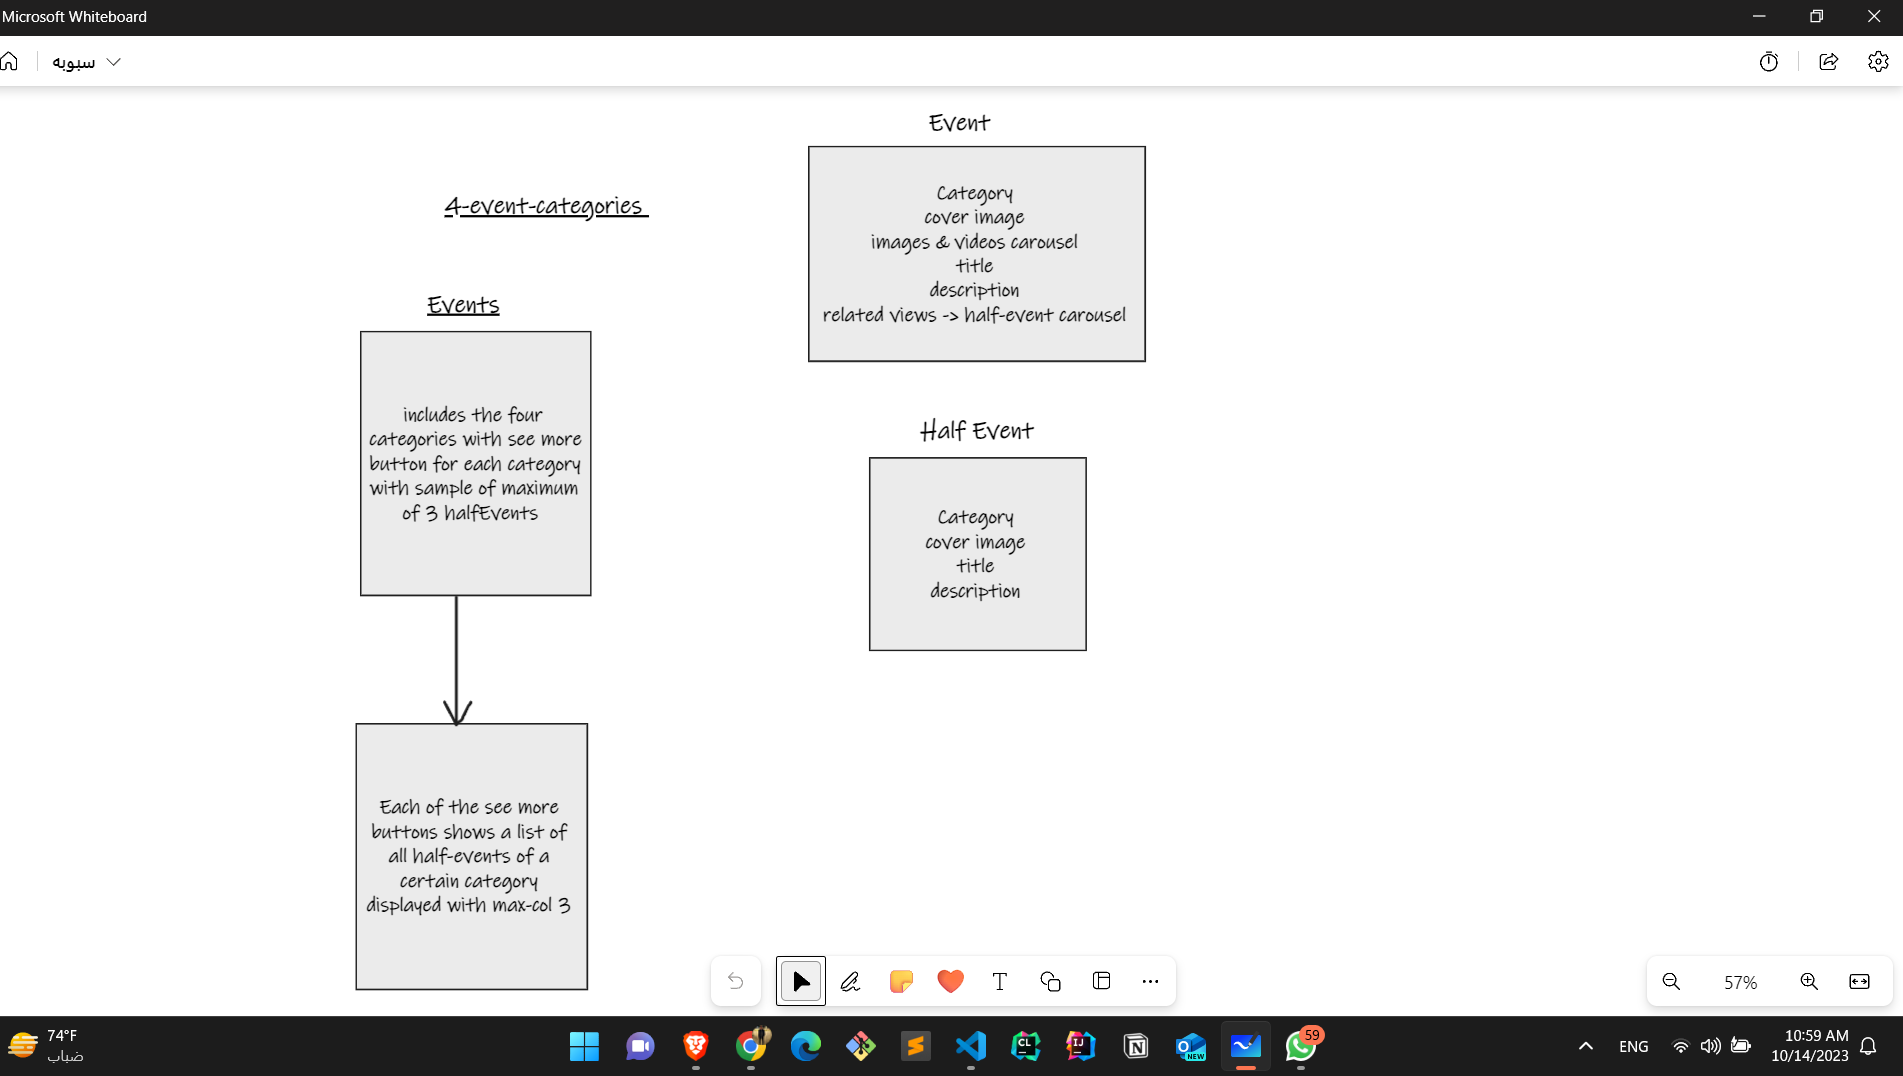 Microsoft Whiteboard
سبوبه
Event
Category
cover image
images & videos carousel
title
description
related views -> half-event carousel
4-event-categories
Events
includes the four
categories with see more
button for each category
with sample of maximum
of 3 halfEvents
Half Event
Category
cover image
title
description
Each of the see more
buttons shows a list of
all half-events of a
certain category
displayed with max-col 3
57%
74°F
ضباب
CL
IJ
NEW
59
ENG
10:59 AM
10/14/2023